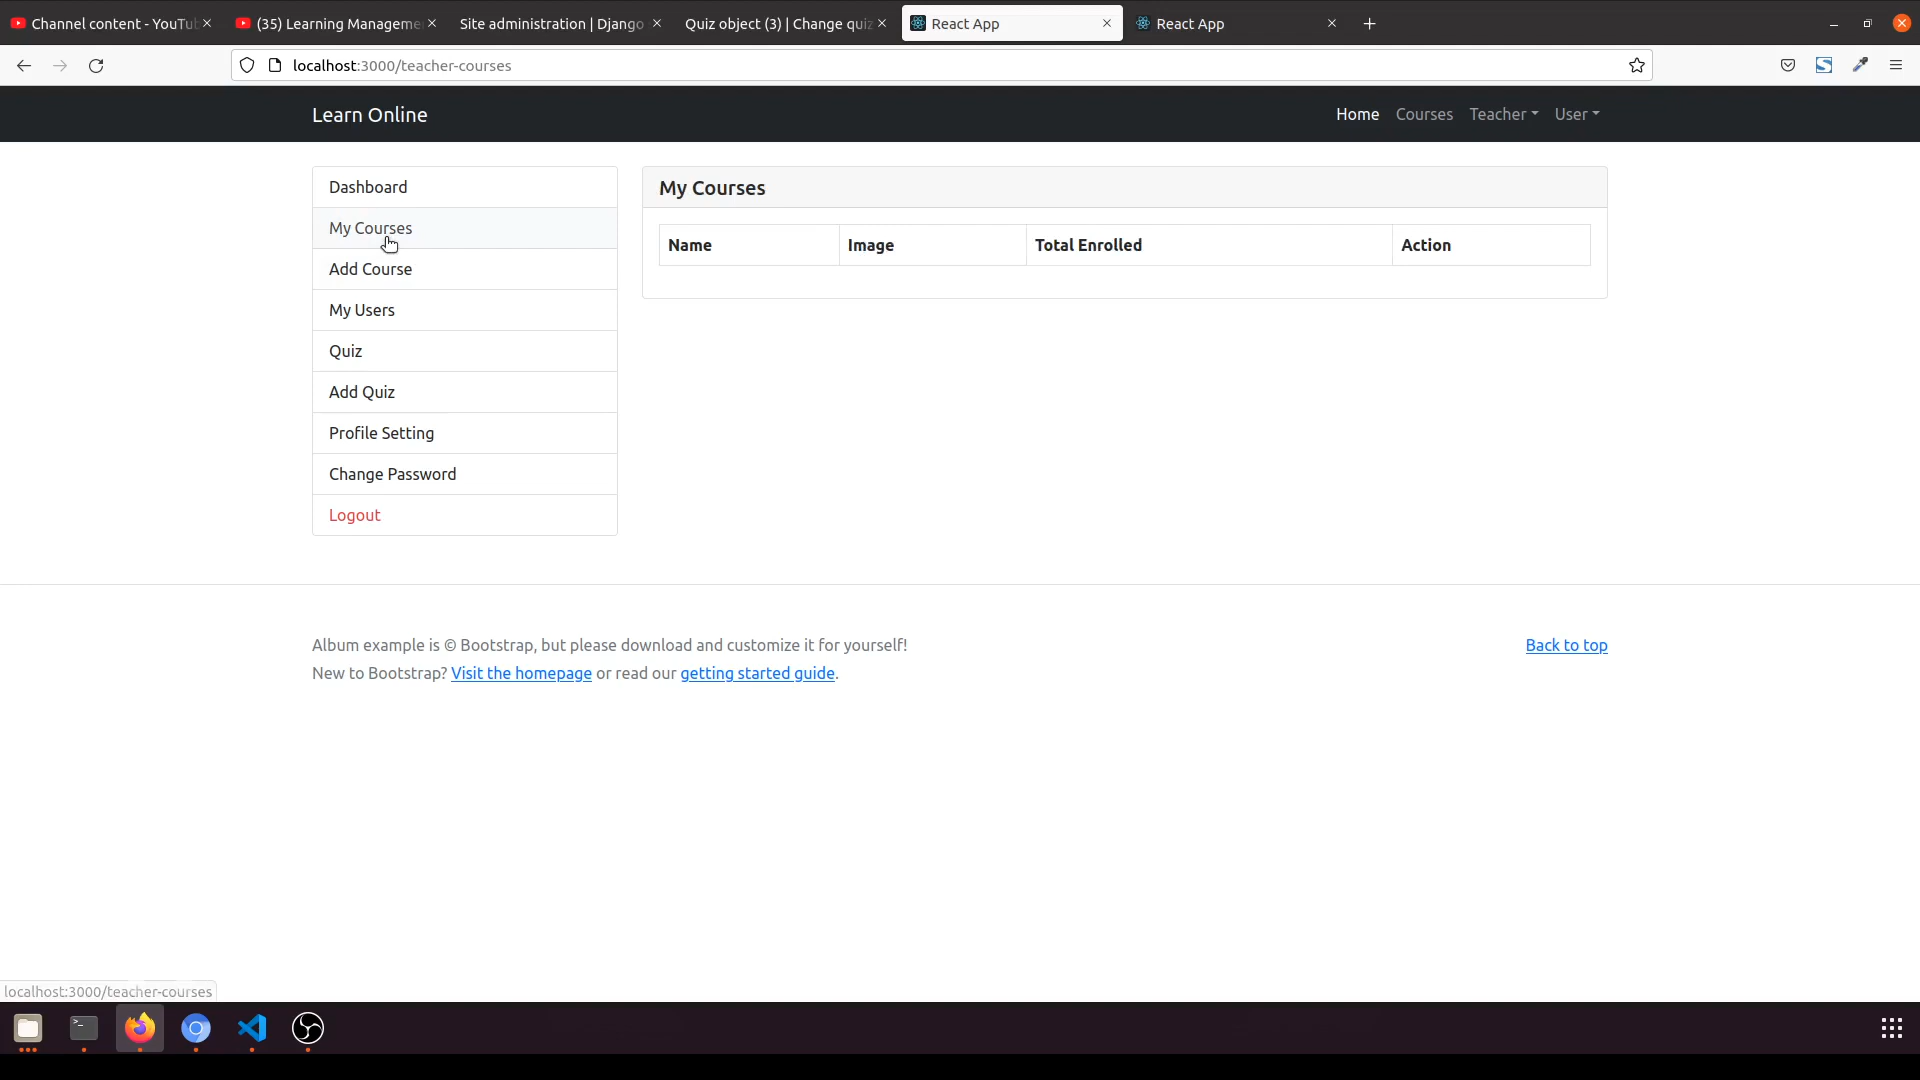 Channel content - YouTub
(35) Learning Manageme
Site administration | Django
Quiz object (3) | Change quiz
React App
React App
localhost:3000/teacher-courses
Learn Online
Home
Courses
Teacher
User
Dashboard
My Courses
Add Course
My Users
Quiz
Add Quiz
Profile Setting
Change Password
Logout
My Courses
Name Image Total Enrolled Action
Album example is © Bootstrap, but please download and customize it for yourself!
New to Bootstrap? Visit the homepage or read our getting started guide.
Back to top
localhost:3000/teacher-courses